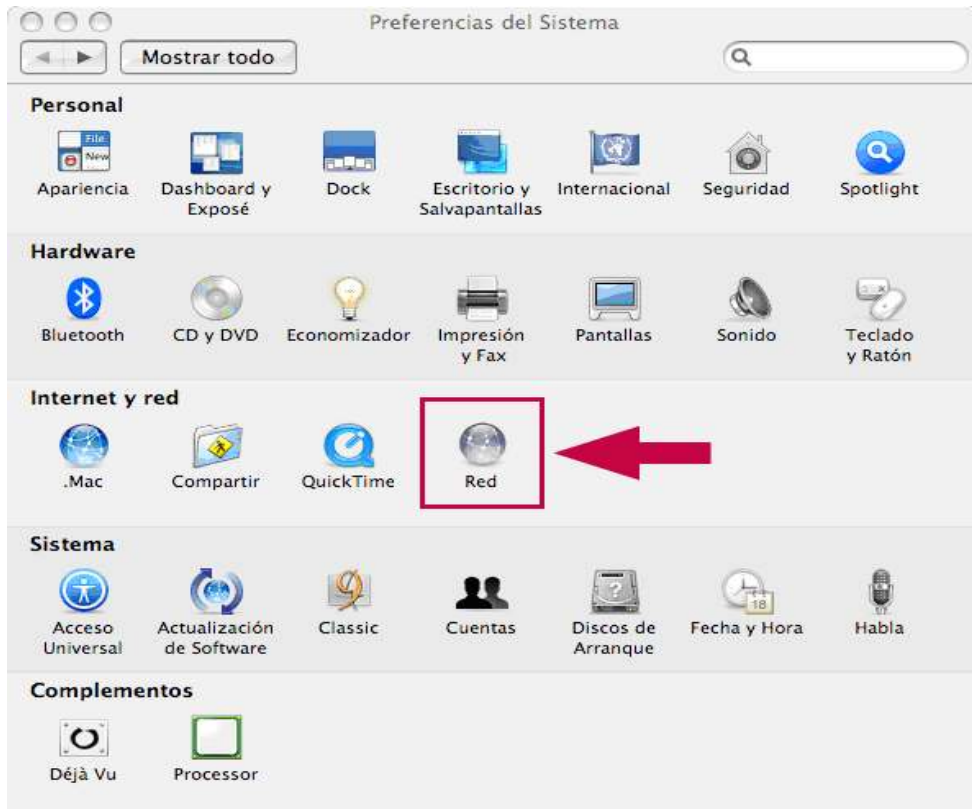 Preferencias del Sistema
Mostrar todo
Personal
File
New
Apariencia
Dashboard y
Exposé
Dock
Escritorio y
Salvapantallas
Internacional
Seguridad
Spotlight
Hardware
Bluetooth
CD y DVD
Economizador
Impresión
y Fax
Pantallas
Sonido
Teclado
y Ratón
Internet y red
.Mac
Compartir
QuickTime
Red
Sistema
Acceso
Universal
Actualización
de Software
9
Classic
Cuentas
?
Discos de
Arranque
18
Fecha y Hora
Habla
Complementos
Déjà Vu
Processor